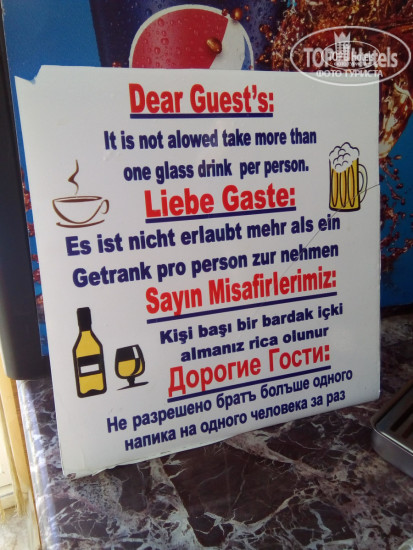 TOPHotels
ФОТО ТУРИСТА
Dear Guest's:
It is not alowed take more than
one glass drink per person.
Liebe Gaste:
Es ist nicht erlaubt mehr als ein
Getrank pro person zur nehmen
Sayın Misafirlerimiz:
Kişi başı bir bardak içki
almanız rica olunur
Дорогие Гости:
Не разрешено братъ болъше одного
напика на одного человека за раз